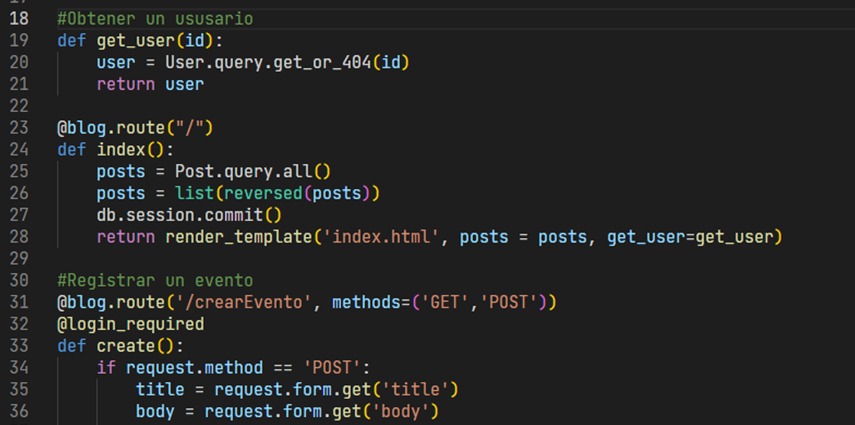 18 #Obtener un ususario
19 def get_user(id):
20     user = User.query.get_or_404(id)
21     return user
22
23 @blog.route("/")
24 def index():
25     posts = Post.query.all()
26     posts = list(reversed(posts))
27     db.session.commit()
28     return render_template('index.html', posts = posts, get_user=get_user)
29
30 #Registrar un evento
31 @blog.route('/crearEvento', methods=('GET','POST'))
32 @login_required
33 def create():
34     if request.method == 'POST':
35         title = request.form.get('title')
36         body = request.form.get('body')